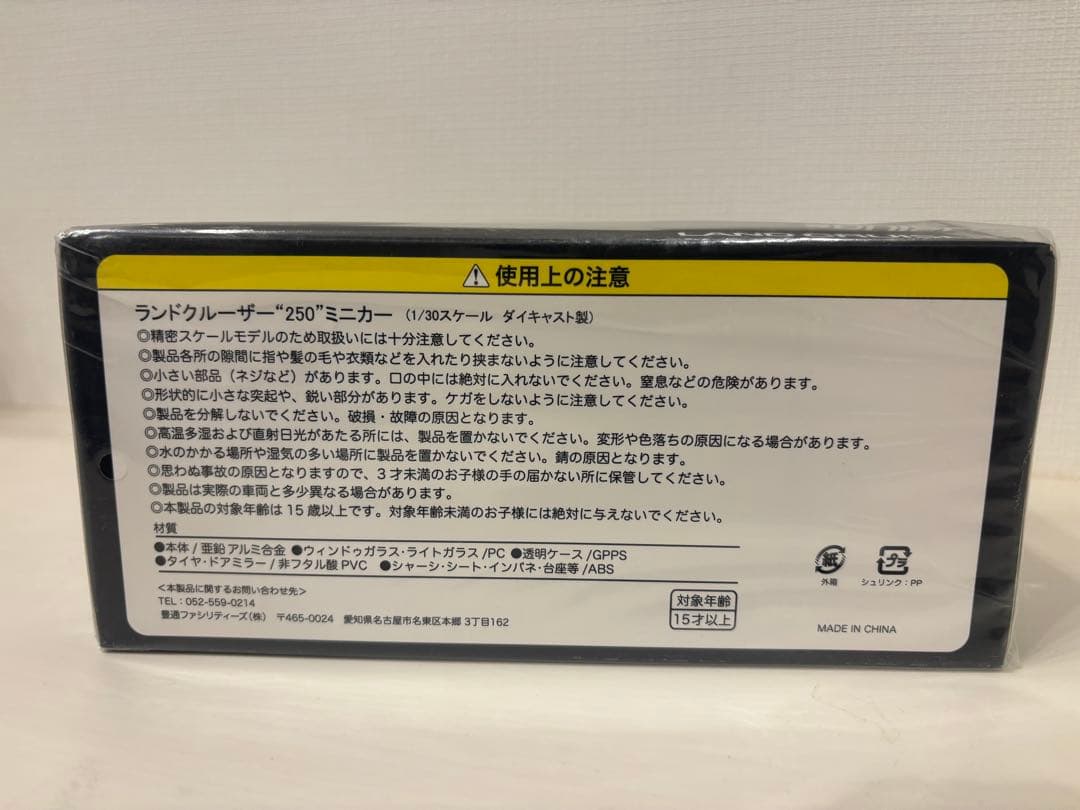 使用上の注意
ランドクルーザー“250”ミニカー（1/30スケール ダイキャスト製）
◎精密スケールモデルのため取扱いには十分注意してください。
◎製品各所の隙間に指や髪の毛や衣類などを入れたり挟まないように注意してください。
◎小さい部品（ネジなど）があります。口の中には絶対に入れないでください。窒息などの危険があります。
◎形状的に小さな突起や、鋭い部分があります。ケガをしないように注意してください。
◎製品を分解しないでください。破損・故障の原因となります。
◎高温多湿および直射日光があたる所には、製品を置かないでください。変形や色落ちの原因になる場合があります。
◎水のかかる場所や湿気の多い場所に製品を置かないでください。錆の原因となります。
◎思わぬ事故の原因となりますので、3才未満のお子様の手の届かない所に保管してください。
◎製品は実際の車両と多少異なる場合があります。
◎本製品の対象年齢は15歳以上です。対象年齢未満のお子様には絶対に与えないでください。
材質
●本体/亜鉛アルミ合金 ●ウィンドゥガラス・ライトガラス/PC ●透明ケース/GPPS
●タイヤ・ドアミラー/非フタル酸PVC ●シャーシ・シート・インパネ・台座等/ABS
＜本製品に関するお問い合わせ先＞
TEL：052-559-0214
豊通ファシリティーズ（株） 〒465-0024 愛知県名古屋市名東区本郷3丁目162
対象年齢
15才以上
紙
外箱
プラ
シュリンク：PP
MADE IN CHINA